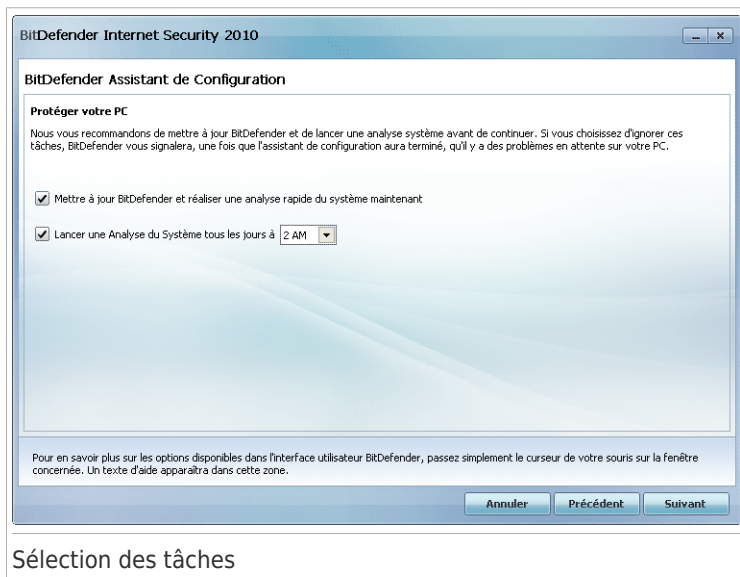 BitDefender Internet Security 2010
BitDefender Assistant de Configuration
Protéger votre PC
Nous vous recommandons de mettre à jour BitDefender et de lancer une analyse système avant de continuer. Si vous choisissez d'ignorer ces
tâches, BitDefender vous signalera, une fois que l'assistant de configuration aura terminé, qu'il y a des problèmes en attente sur votre PC.
Mettre à jour BitDefender et réaliser une analyse rapide du système maintenant
Lancer une Analyse du Système tous les jours à 2 AM
Pour en savoir plus sur les options disponibles dans l'interface utilisateur BitDefender, passez simplement le curseur de votre souris sur la fenêtre
concernée. Un texte d'aide apparaîtra dans cette zone.
Annuler Précédent Suivant
Sélection des tâches